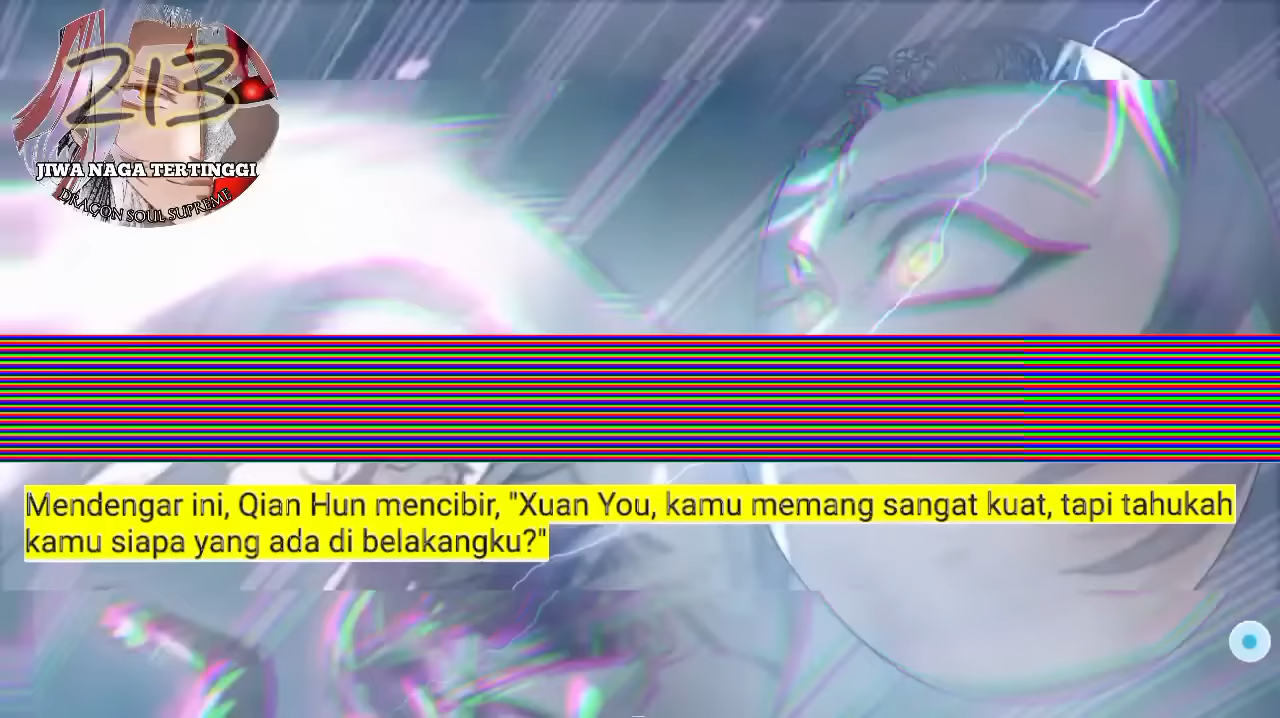 213
JIWA NAGA TERTINGGI
DRAGON SOUL SUPREME
Mendengar ini, Qian Hun mencibir, "Xuan You, kamu memang sangat kuat, tapi tahukah
kamu siapa yang ada di belakangku?"